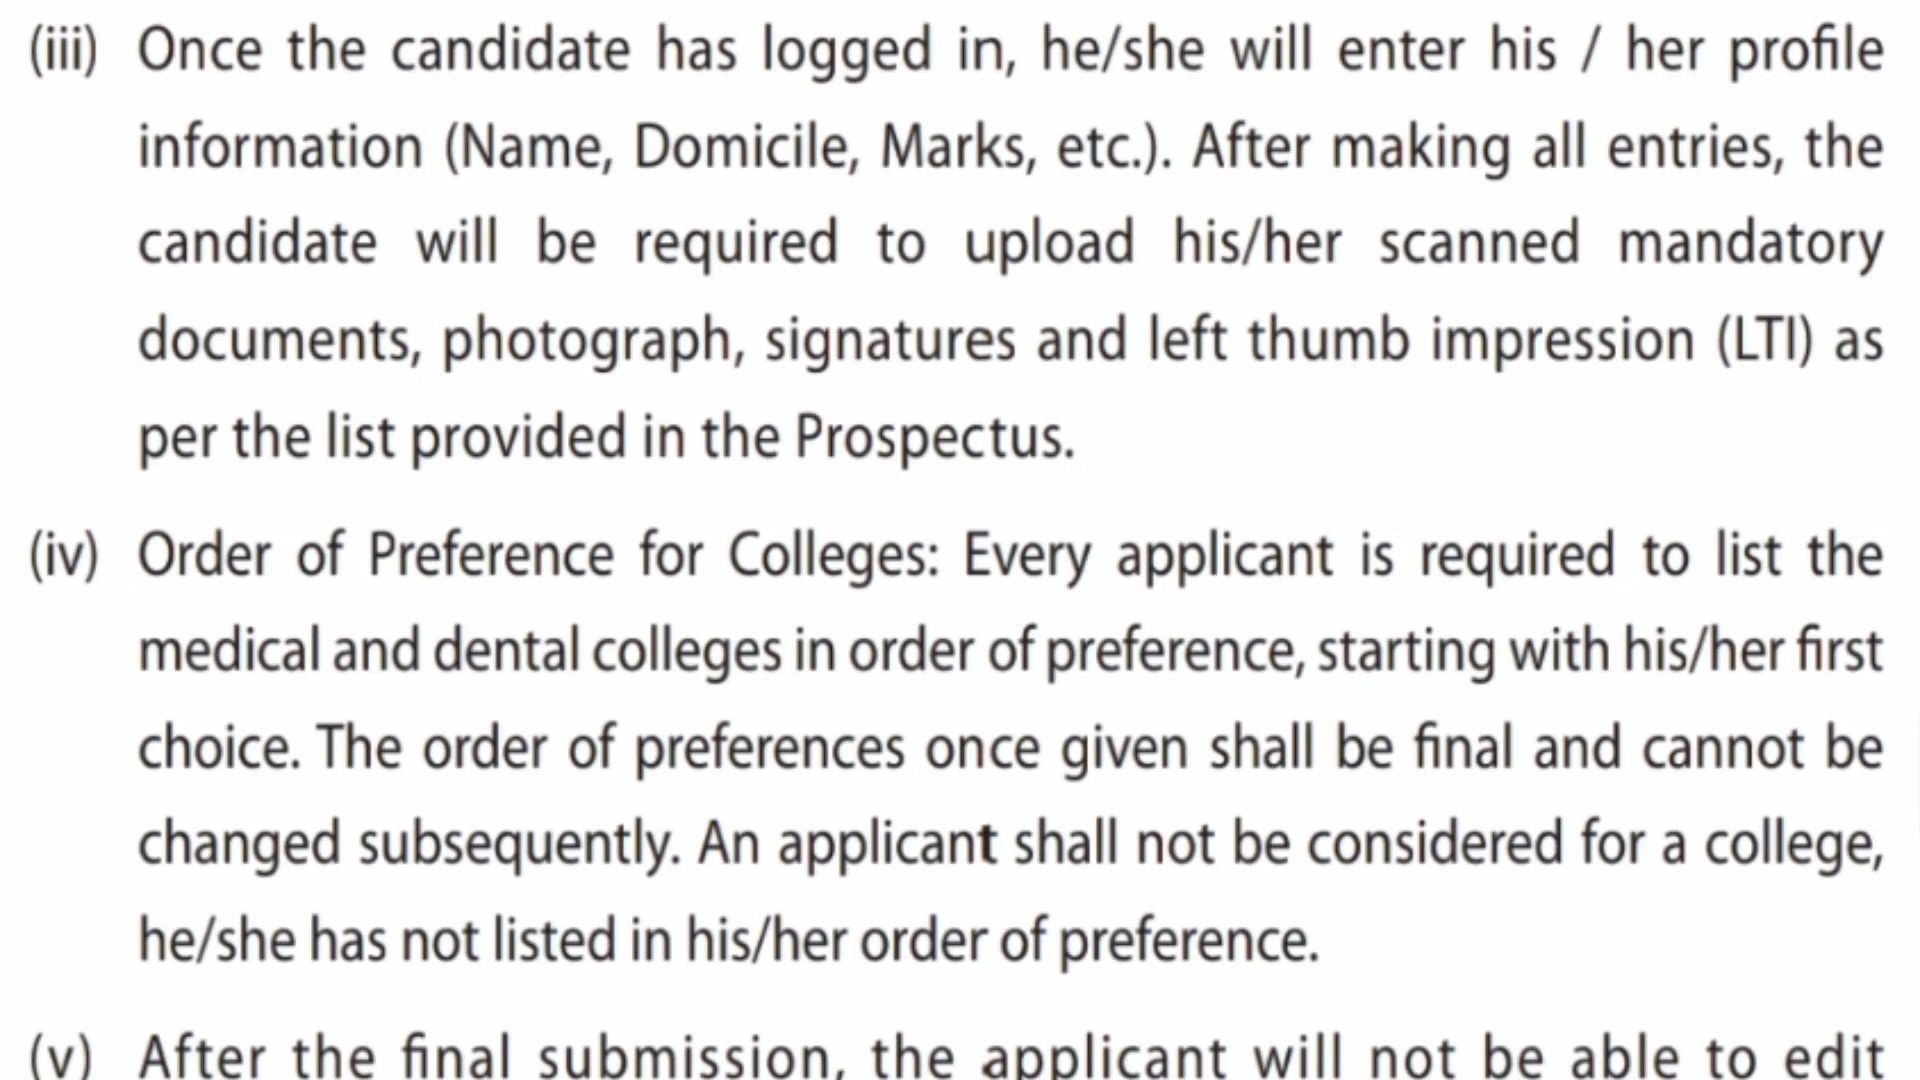 (iii) Once the candidate has logged in, he/she will enter his / her profile
information (Name, Domicile, Marks, etc.). After making all entries, the
candidate will be required to upload his/her scanned mandatory
documents, photograph, signatures and left thumb impression (LTI) as
per the list provided in the Prospectus.
(iv) Order of Preference for Colleges: Every applicant is required to list the
medical and dental colleges in order of preference, starting with his/her first
choice. The order of preferences once given shall be final and cannot be
changed subsequently. An applicant shall not be considered for a college,
he/she has not listed in his/her order of preference.
(v) After the final submission, the applicant will not be able to edit